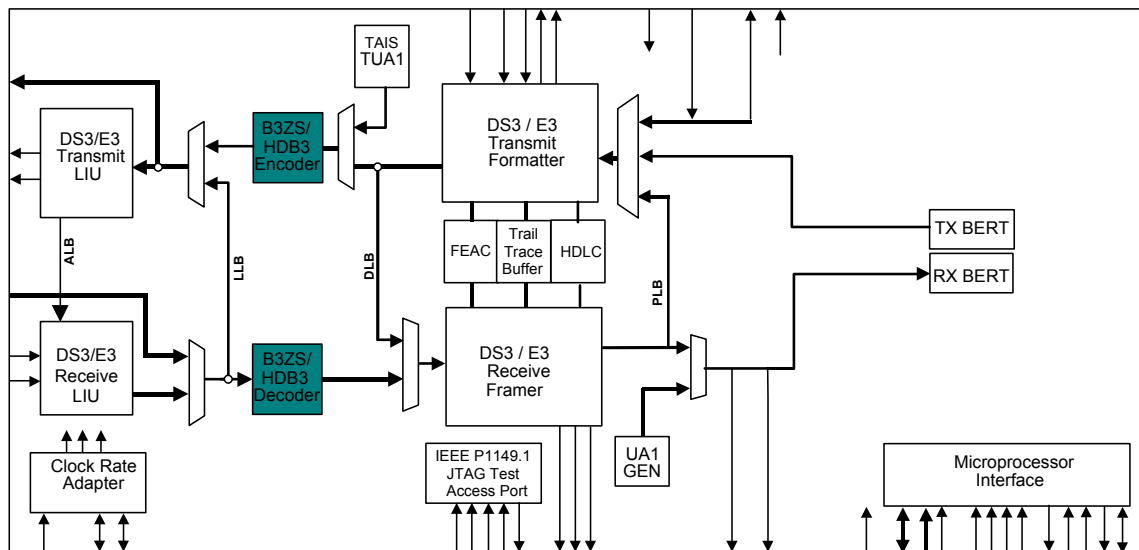 TAIS
TUA1
DS3/E3
Transmit
LIU
B3ZS/
HDB3
Encoder
DS3 / E3
Transmit
Formatter
ALB
LLB
DLB
FEAC
Trail
Trace
Buffer
HDLC
PLB
TX BERT
RX BERT
DS3/E3
Receive
LIU
B3ZS/
HDB3
Decoder
DS3 / E3
Receive
Framer
Clock Rate
Adapter
IEEE P1149.1
JTAG Test
Access Port
UA1
GEN
Microprocessor
Interface